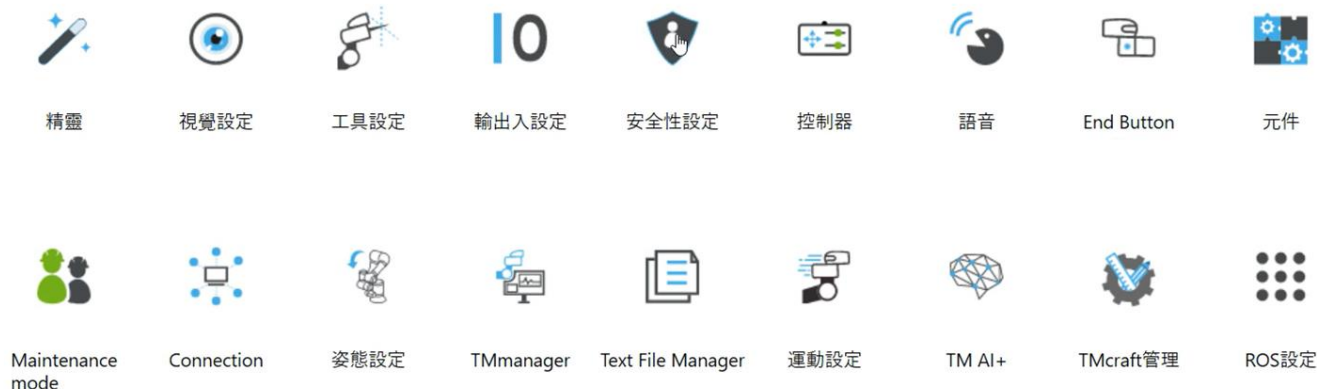 IO
精靈
視覺設定
工具設定
輸出入設定
安全性設定
控制器
語音
End Button
元件
Maintenance
mode
Connection
姿態設定
TMmanager
Text File Manager
運動設定
TM AI+
TMcraft管理
ROS設定